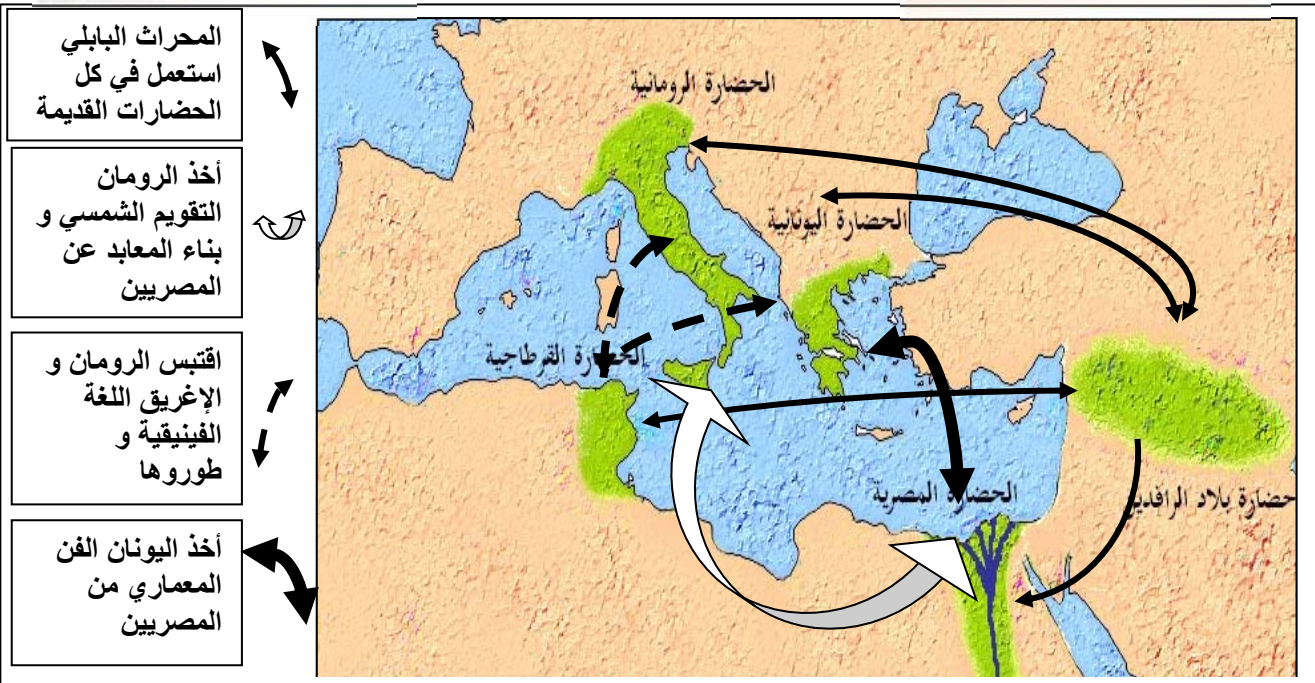 المحراث البابلي
استعمل في كل
الحضارات القديمة
أخذ الرومان
التقويم الشمسي و
بناء المعابد عن
المصريين
اقتبس الرومان و
الإغريق اللغة
الفينيقية و
طوروها
أخذ اليونان الفن
المعماري من
المصريين
الحضارة الرومانية
الحضارة اليونانية
الحضارة القرطاجية
الحضارة المصرية
حضارة بلاد الرافدين